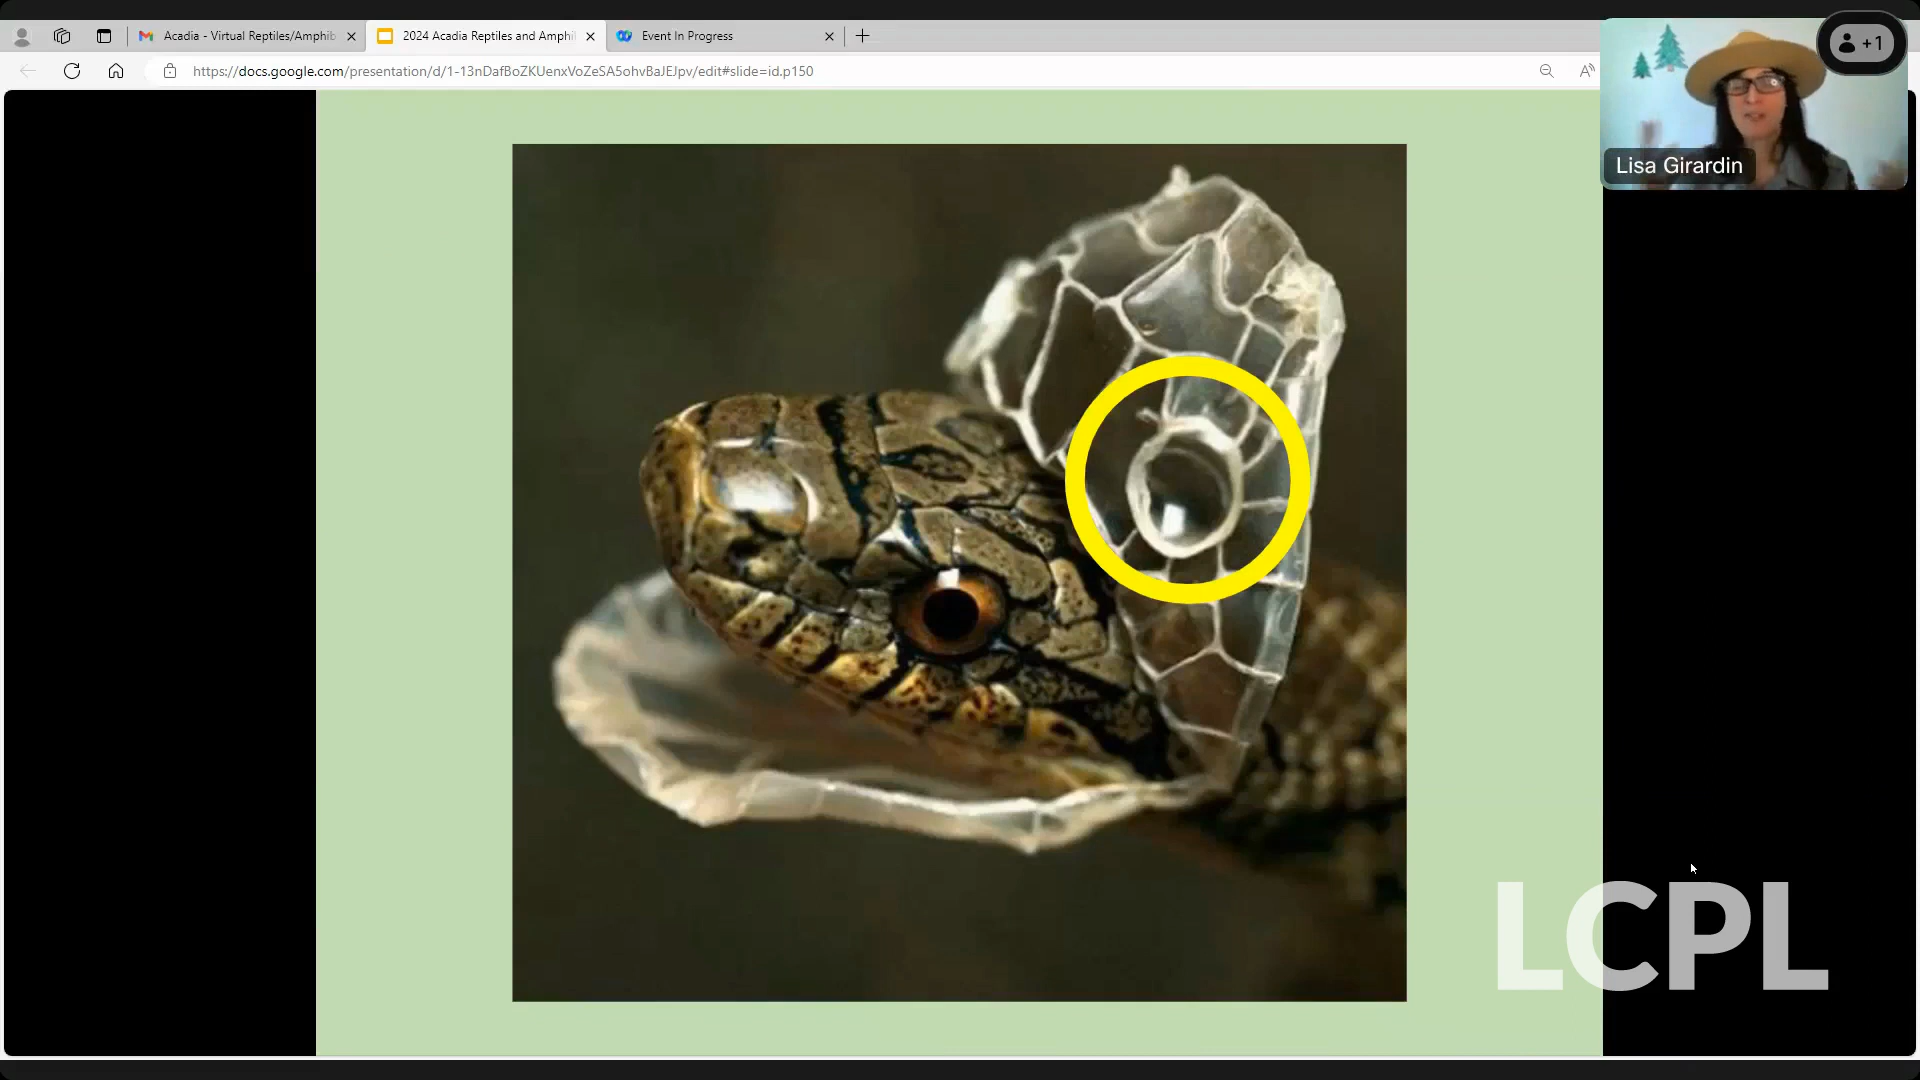 Acadia - Virtual Reptiles/Amphib
2024 Acadia Reptiles and Amphi
Event In Progress
https://docs.google.com/presentation/d/1-13nDafBoZKUenxVoZeSA5ohvBaJEJpv/edit#slide=id.p150
+1
Lisa Girardin
LCPL